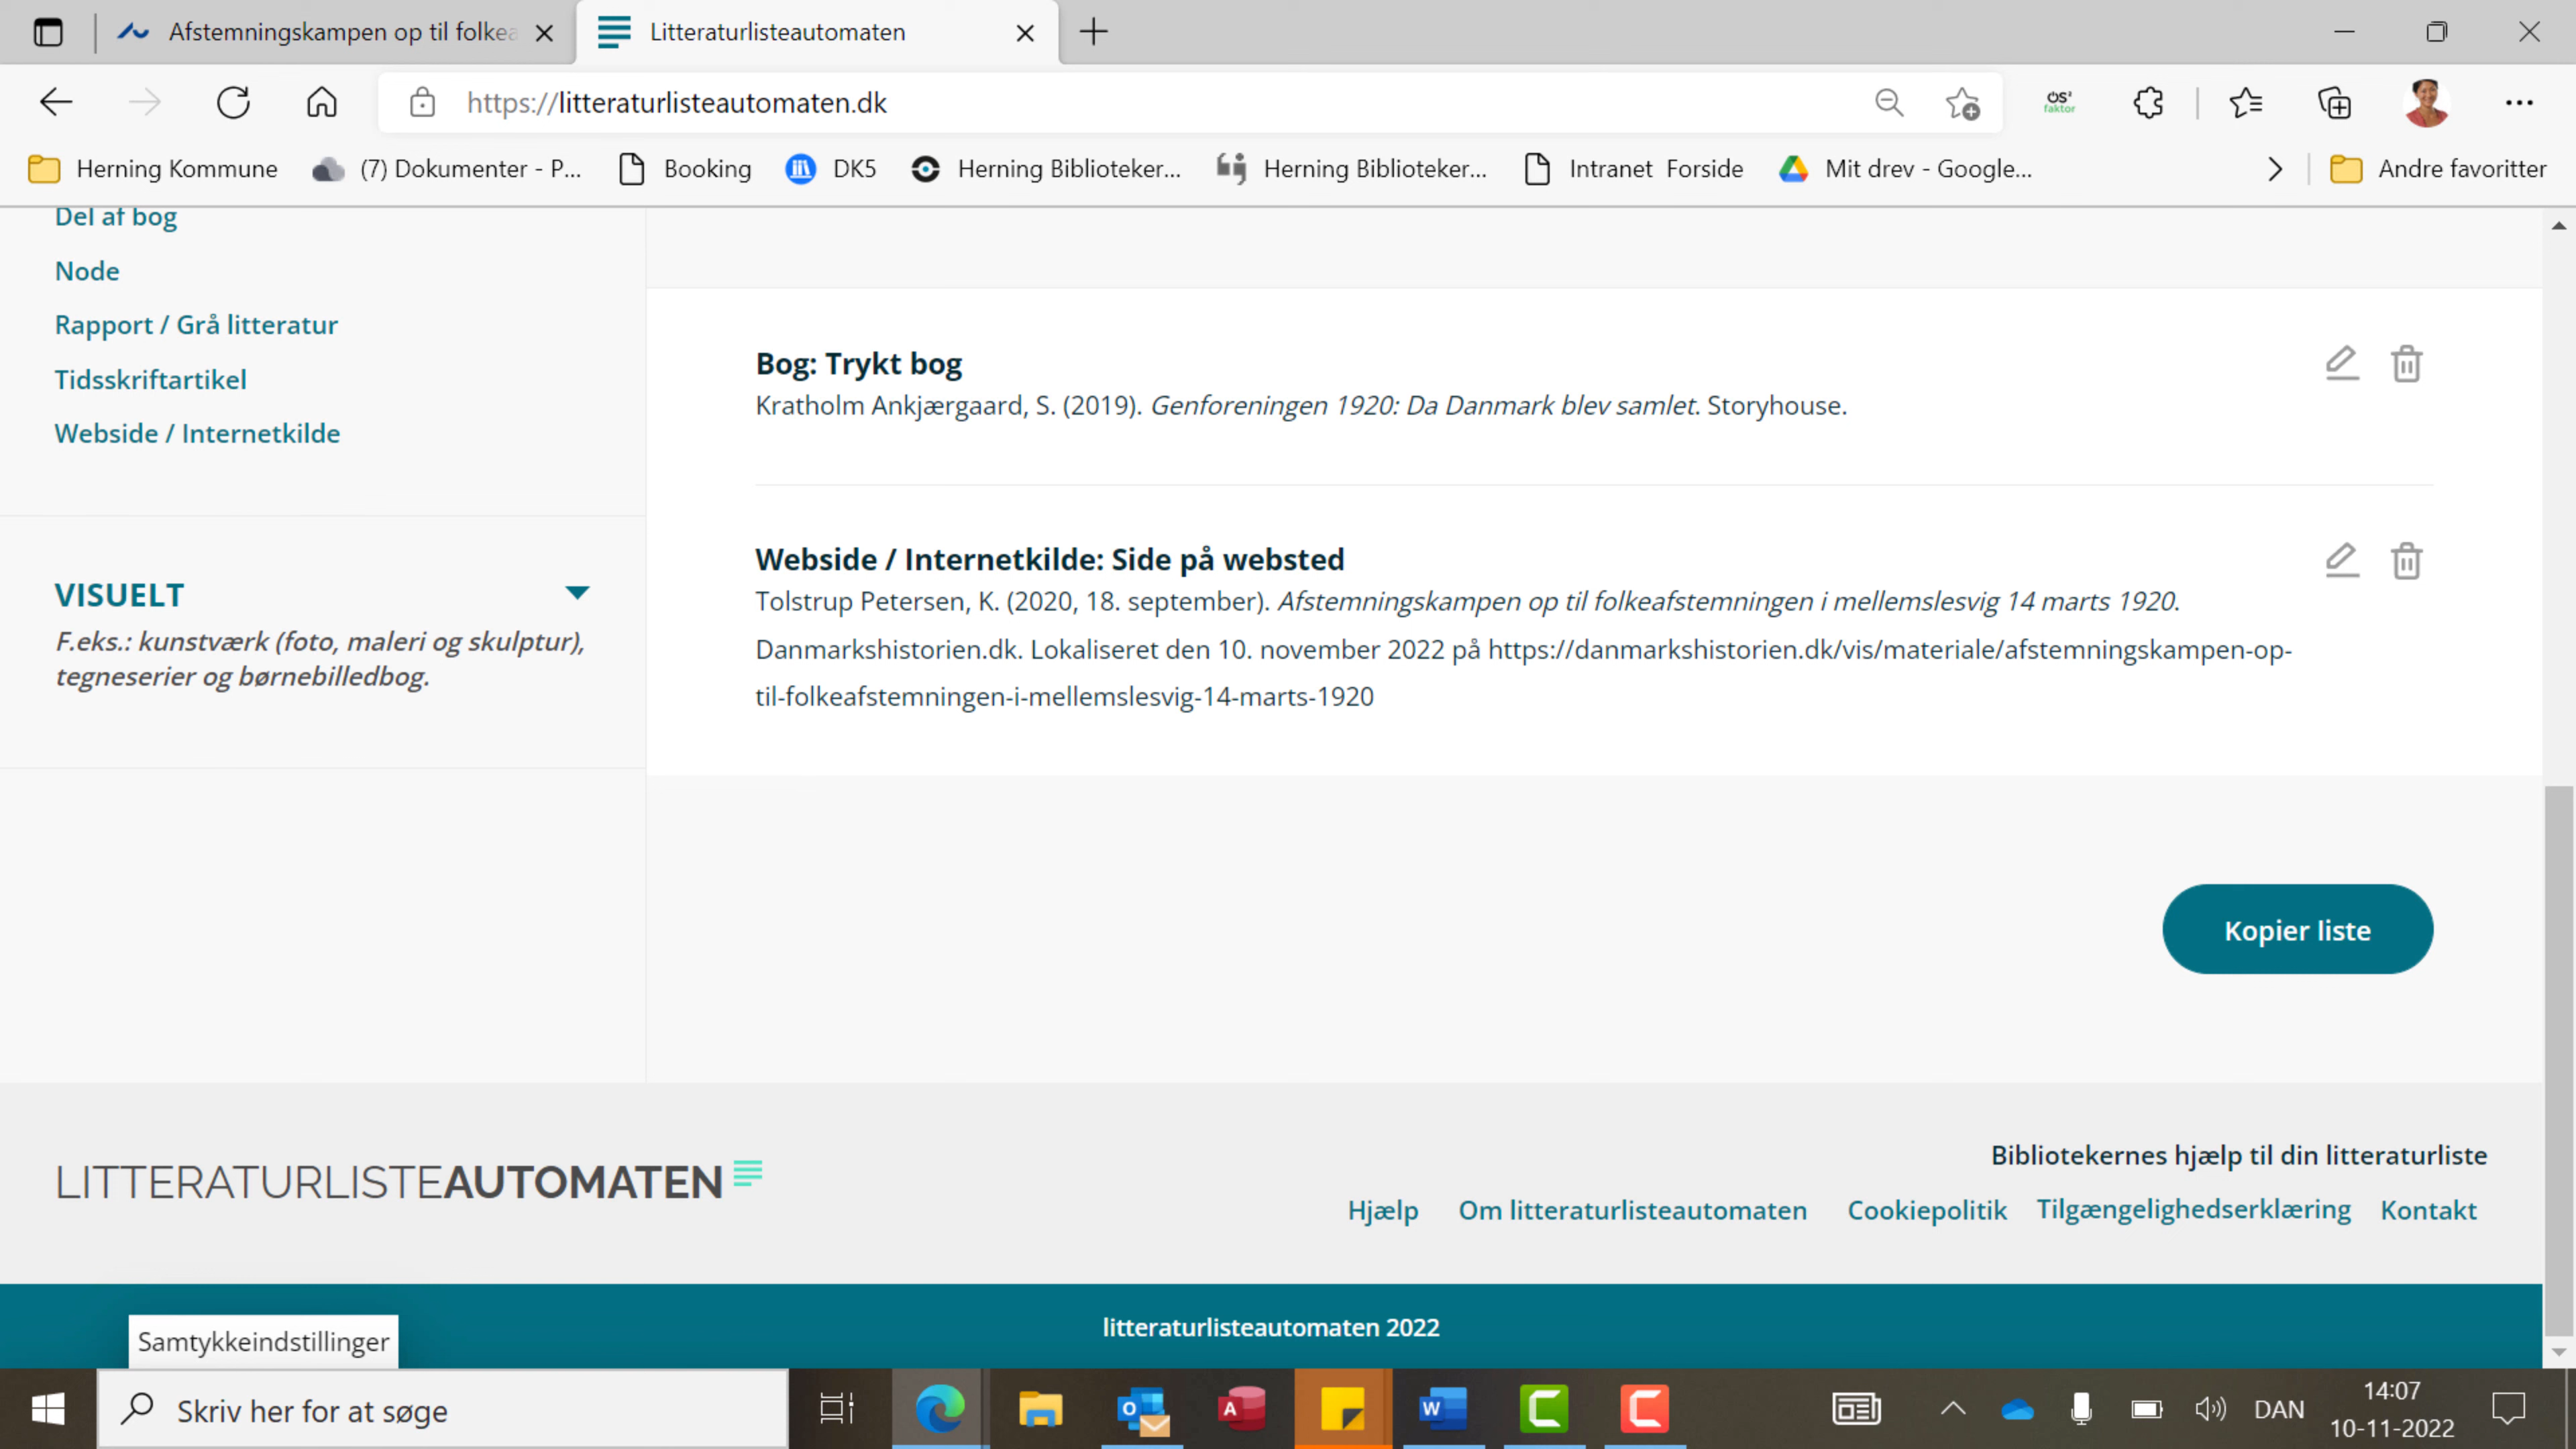 Afstemningskampen op til folkea
Litteraturlisteautomaten
https://litteraturlisteautomaten.dk
OS²
faktor
Herning Kommune
(7) Dokumenter - P...
Booking
DK5
Herning Biblioteker...
Herning Biblioteker...
Intranet Forside
Mit drev - Google...
Andre favoritter
Del af bog
Node
Rapport / Grå litteratur
Tidsskriftartikel
Webside / Internetkilde
VISUELT
F.eks.: kunstværk (foto, maleri og skulptur),
tegneserier og børnebilledbog.
Bog: Trykt bog
Kratholm Ankjærgaard, S. (2019). Genforeningen 1920: Da Danmark blev samlet. Storyhouse.
Webside / Internetkilde: Side på websted
Tolstrup Petersen, K. (2020, 18. september). Afstemningskampen op til folkeafstemningen i mellemslesvig 14 marts 1920.
Danmarkshistorien.dk. Lokaliseret den 10. november 2022 på https://danmarkshistorien.dk/vis/materiale/afstemningskampen-op-
til-folkeafstemningen-i-mellemslesvig-14-marts-1920
Kopier liste
LITTERATURLISTEAUTOMATEN
Bibliotekernes hjælp til din litteraturliste
Hjælp
Om litteraturlisteautomaten
Cookiepolitik
Tilgængelighedserklæring
Kontakt
litteraturlisteautomaten 2022
Samtykkeindstillinger
Skriv her for at søge
DAN
14:07
10-11-2022